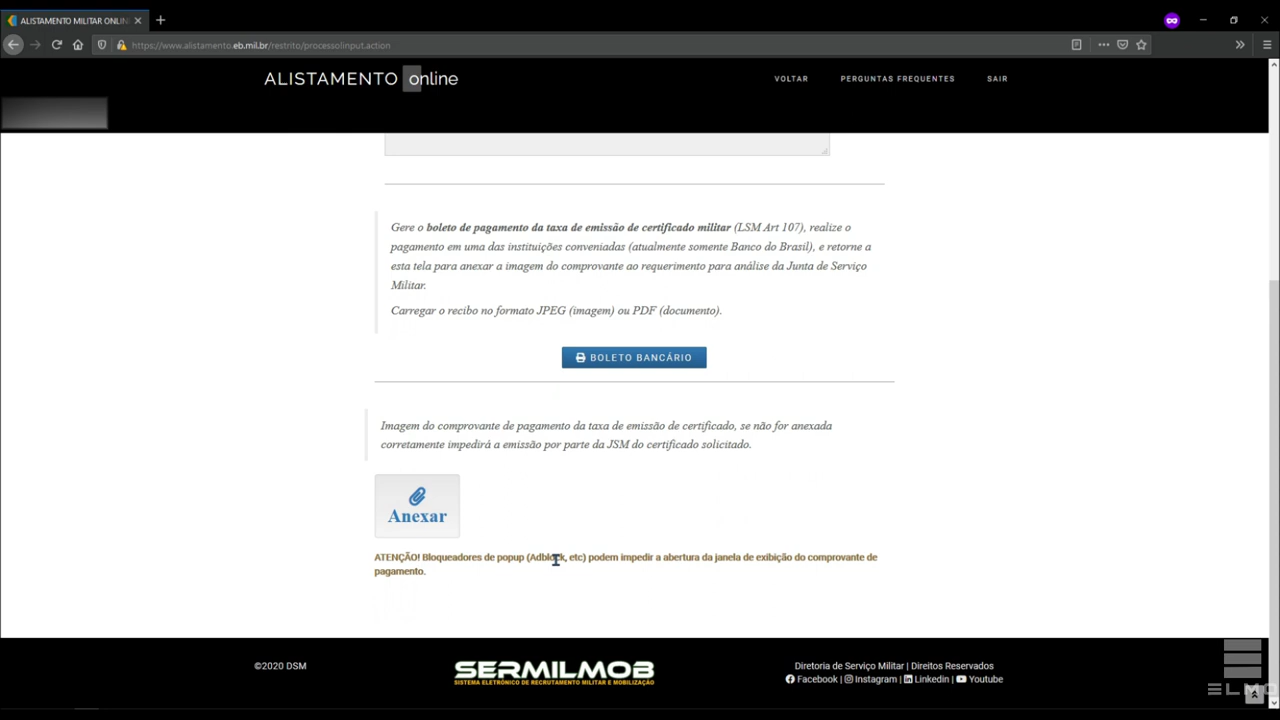 ALISTAMENTO MILITAR ONLIN
https://www.alistamento.eb.mil.br/restrito/processoInput.action
ALISTAMENTO online
VOLTAR
PERGUNTAS FREQUENTES
SAIR
Gere o boleto de pagamento da taxa de emissão de certificado militar (LSM Art 107), realize o
pagamento em uma das instituições conveniadas (atualmente somente Banco do Brasil), e retorne a
esta tela para anexar a imagem do comprovante ao requerimento para análise da Junta de Serviço
Militar.
Carregar o recibo no formato JPEG (imagem) ou PDF (documento).
BOLETO BANCÁRIO
Imagem do comprovante de pagamento da taxa de emissão de certificado, se não for anexada
corretamente impedirá a emissão por parte da JSM do certificado solicitado.
Anexar
ATENÇÃO! Bloqueadores de popup (Adblock, etc) podem impedir a abertura da janela de exibição do comprovante de
pagamento.
©2020 DSM
SERMILMOB
SISTEMA ELETRÔNICO DE RECRUTAMENTO MILITAR E MOBILIZAÇÃO
Diretoria de Serviço Militar | Direitos Reservados
Facebook | Instagram | Linkedin | Youtube